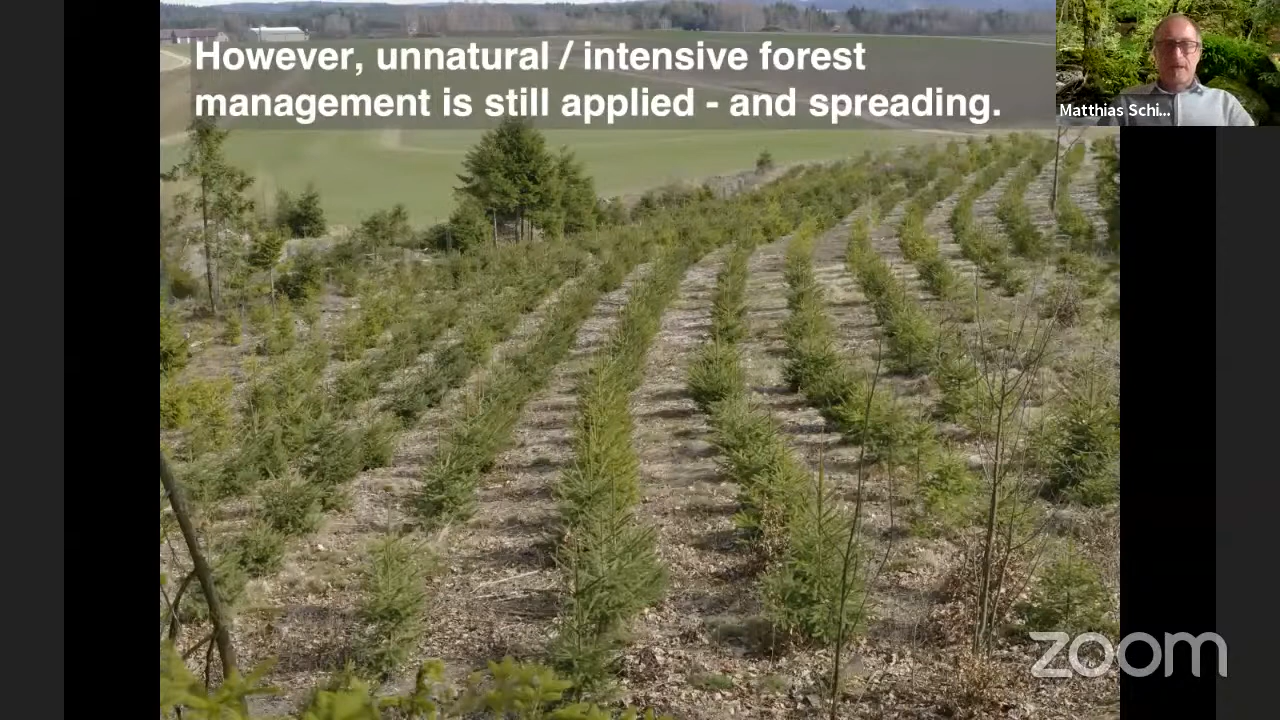 However, unnatural / intensive forest
management is still applied - and spreading.
Matthias Schi...
zoom